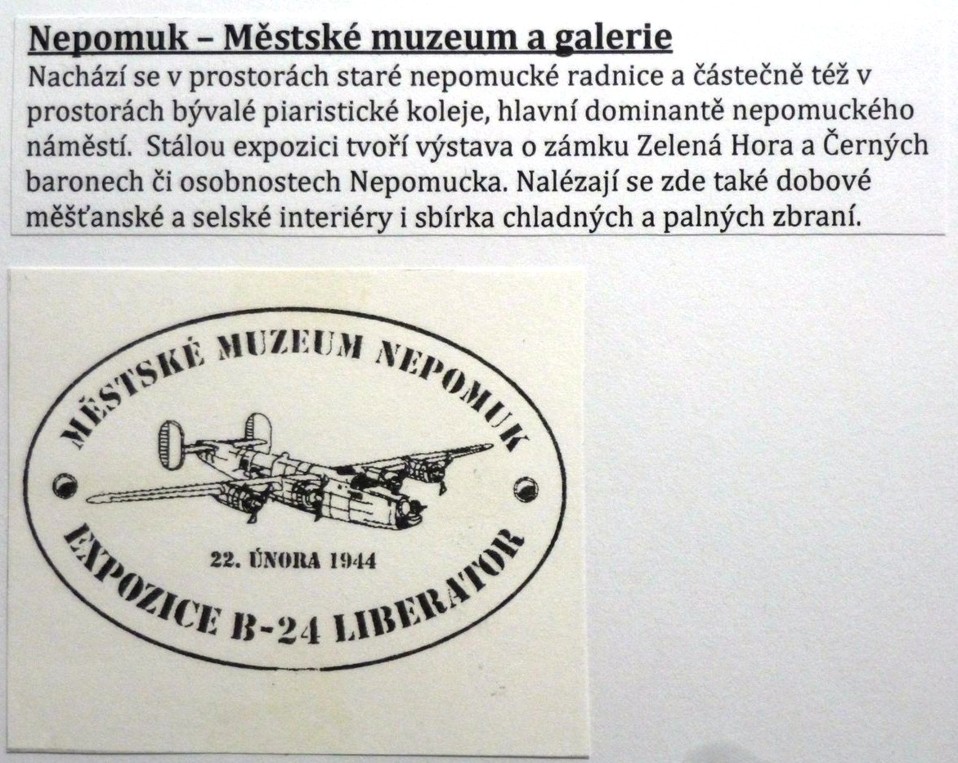 Nepomuk – Městské muzeum a galerie
Nachází se v prostorách staré nepomucké radnice a částečně též v
prostorách bývalé piaristické koleje, hlavní dominantě nepomuckého
náměstí. Stálou expozici tvoří výstava o zámku Zelená Hora a Černých
baronech či osobnostech Nepomucka. Nalézají se zde také dobové
měšťanské a selské interiéry i sbírka chladných a palných zbraní.
MĚSTSKÉ MUZEUM NEPOMUK
22. ÚNORA 1944
EXPOZICE B-24 LIBERATOR